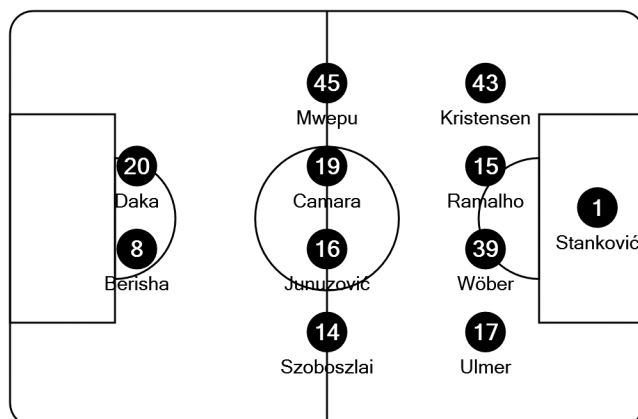 45
Mwepu
43
Kristensen
20
Daka
19
Camara
15
Ramalho
1
Stanković
8
Berisha
16
Junuzović
39
Wöber
14
Szoboszlai
17
Ulmer